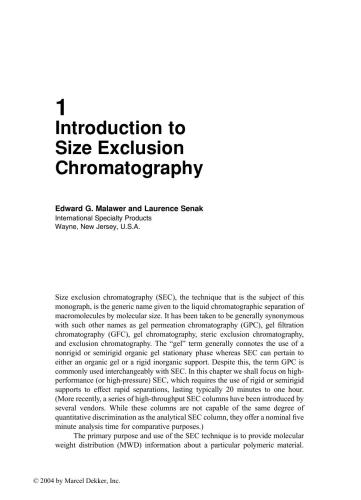 1
Introduction to
Size Exclusion
Chromatography
Edward G. Malawer and Laurence Senak
International Specialty Products
Wayne, New Jersey, U.S.A.
Size exclusion chromatography (SEC), the technique that is the subject of this
monograph, is the generic name given to the liquid chromatographic separation of
macromolecules by molecular size. It has been taken to be generally synonymous
with such other names as gel permeation chromatography (GPC), gel filtration
chromatography (GFC), gel chromatography, steric exclusion chromatography,
and exclusion chromatography. The “gel” term generally connotes the use of a
nonrigid or semirigid organic gel stationary phase whereas SEC can pertain to
either an organic gel or a rigid inorganic support. Despite this, the term GPC is
commonly used interchangeably with SEC. In this chapter we shall focus on high-
performance (or high-pressure) SEC, which requires the use of rigid or semirigid
supports to effect rapid separations, lasting typically 20 minutes to one hour.
(More recently, a series of high-throughput SEC columns have been introduced by
several vendors. While these columns are not capable of the same degree of
quantitative discrimination as the analytical SEC column, they offer a nominal five
minute analysis time for comparative purposes.)
The primary purpose and use of the SEC technique is to provide molecular
weight distribution (MWD) information about a particular polymeric material.
© 2004 by Marcel Dekker, Inc.